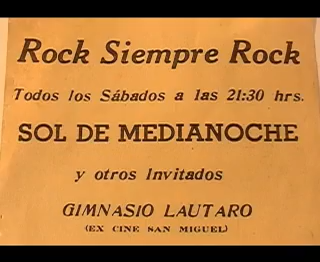 Rock Siempre Rock
Todos los Sábados a las 21:30 hrs.
SOL DE MEDIANOCHE
y otros Invitados
GIMNASIO LAUTARO
(EX CINE SAN MIGUEL)